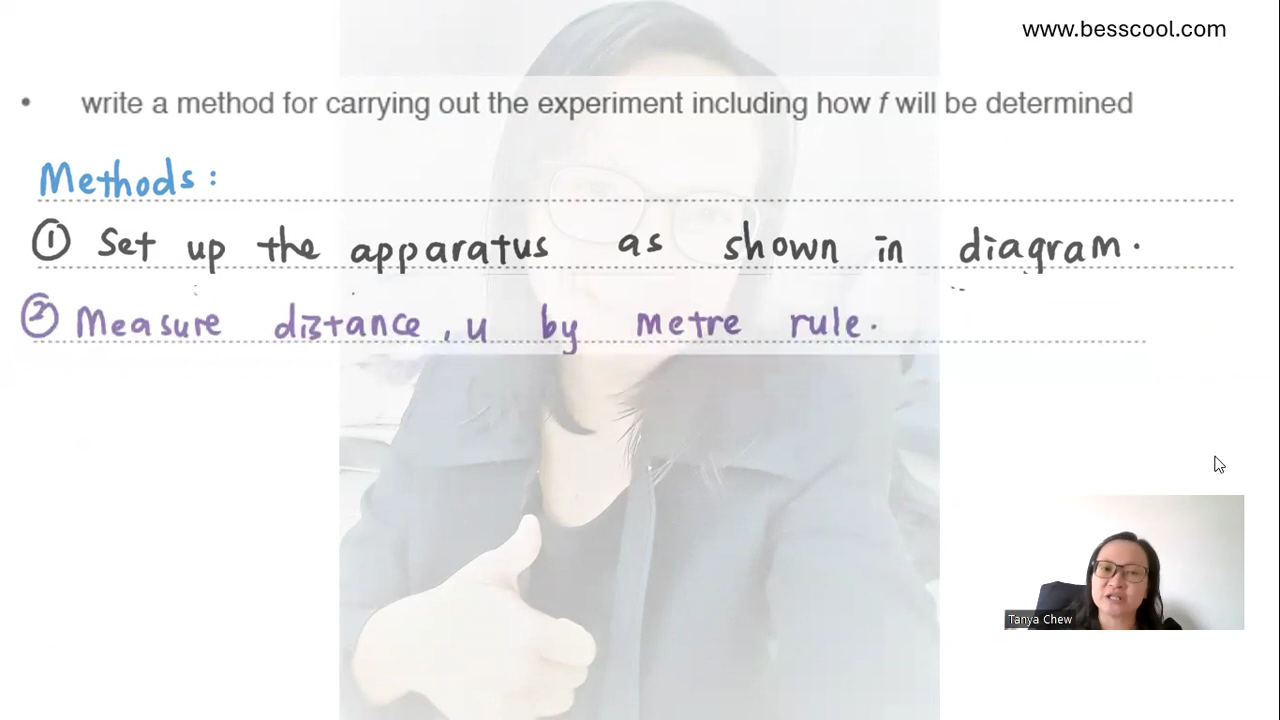 www.besscool.com
• write a method for carrying out the experiment including how f will be determined
Methods:
① Set up the apparatus as shown in diagram.
② Measure distance, u by metre rule.
Tanya Chew